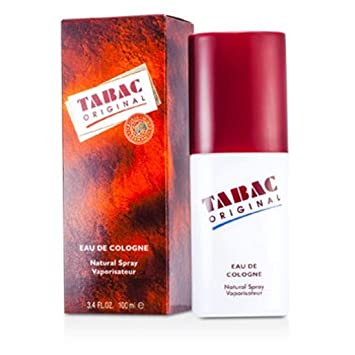 TABAC
ORIGINAL
EAU DE COLOGNE
Natural Spray
Vaporisateur
3.4 FL.OZ. 100 ml ℮
TABAC
ORIGINAL
EAU DE
COLOGNE
Natural Spray
Vaporisateur